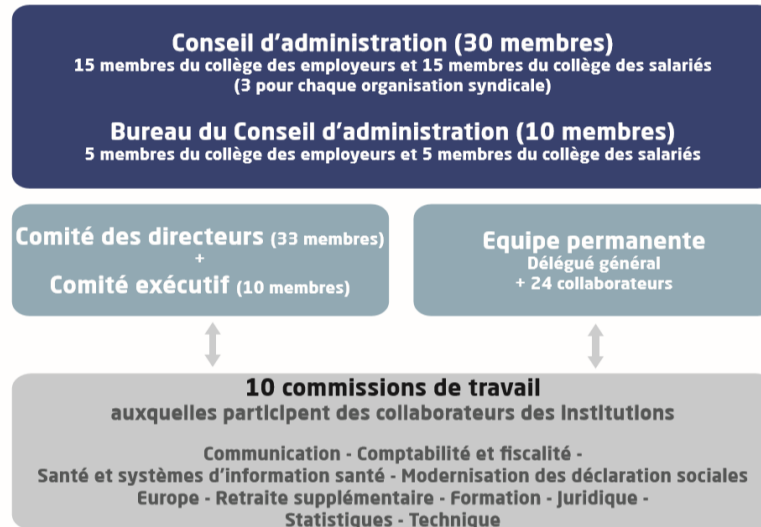 Conseil d'administration (30 membres)
15 membres du collège des employeurs et 15 membres du collège des salariés
(3 pour chaque organisation syndicale)
Bureau du Conseil d'administration (10 membres)
5 membres du collège des employeurs et 5 membres du collège des salariés
Comité des directeurs (33 membres)
+
Comité exécutif (10 membres)
Equipe permanente
Délégué général
+ 24 collaborateurs
10 commissions de travail
auxquelles participent des collaborateurs des institutions
Communication - Comptabilité et fiscalité -
Santé et systèmes d'information santé - Modernisation des déclaration sociales
Europe - Retraite supplémentaire - Formation - Juridique -
Statistiques - Technique